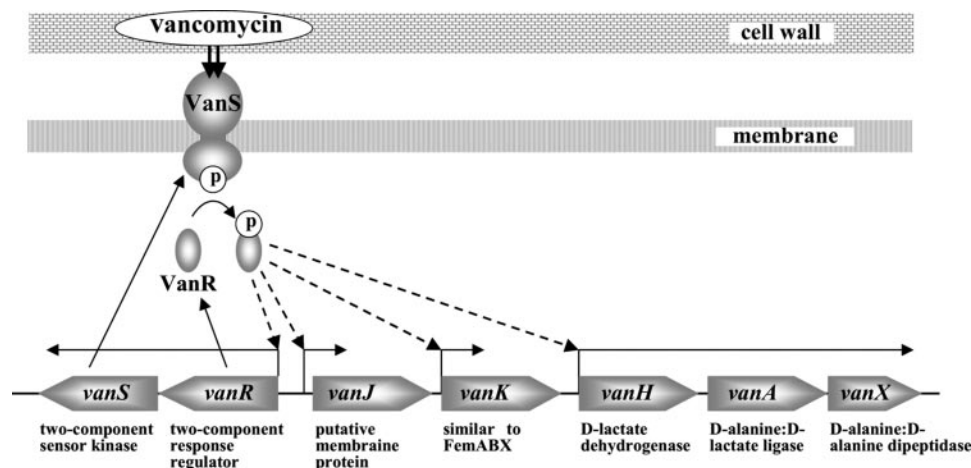 vancomycin
cell wall
VanS
membrane
p
p
VanR
vanS
vanR
vanJ
vanK
vanH
vanA
vanX
two-component
sensor kinase
two-component
response
regulator
putative
membraine
protein
similar to
FemABX
D-lactate
dehydrogenase
D-alanine:D-
lactate ligase
D-alanine:D-
alanine dipeptidase